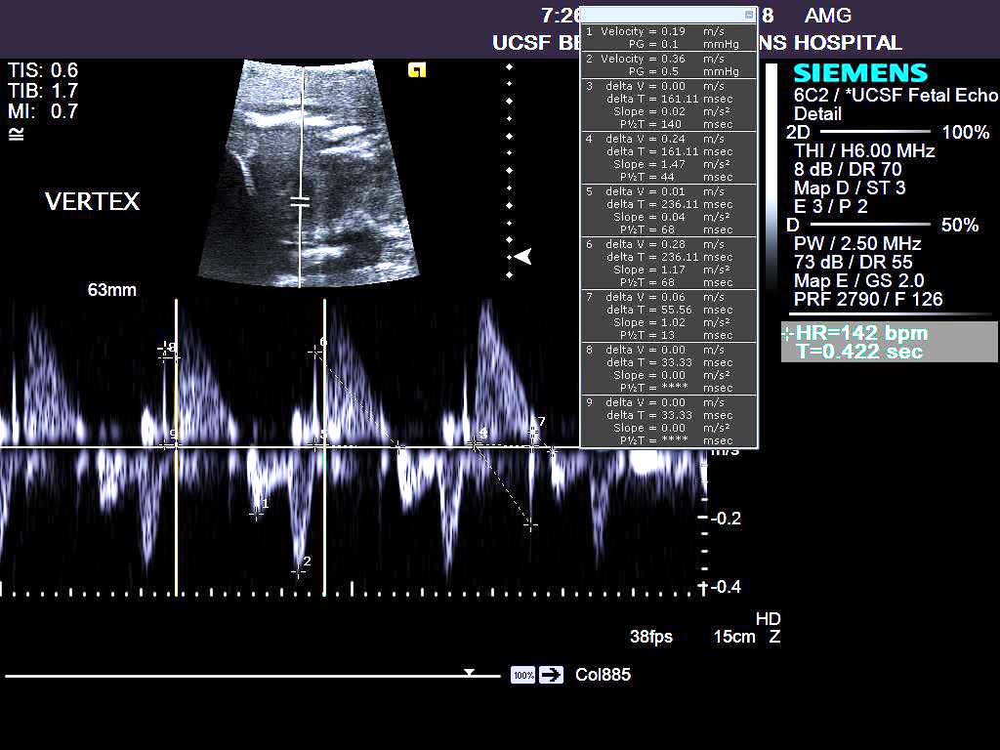 7:26
8 AMG
UCSF BE
NS HOSPITAL
TIS: 0.6
TIB: 1.7
MI: 0.7
≅
VERTEX
63mm
1 Velocity = 0.19 m/s
PG = 0.1 mmHg
2 Velocity = 0.36 m/s
PG = 0.5 mmHg
3 delta V = 0.00 m/s
delta T = 161.11 msec
Slope = 0.02 m/s²
P½T = 140 msec
4 delta V = 0.24 m/s
delta T = 161.11 msec
Slope = 1.47 m/s²
P½T = 44 msec
5 delta V = 0.01 m/s
delta T = 236.11 msec
Slope = 0.04 m/s²
P½T = 68 msec
6 delta V = 0.28 m/s
delta T = 236.11 msec
Slope = 1.17 m/s²
P½T = 68 msec
7 delta V = 0.06 m/s
delta T = 55.56 msec
Slope = 1.02 m/s²
P½T = 13 msec
8 delta V = 0.00 m/s
delta T = 33.33 msec
Slope = 0.00 m/s²
P½T = **** msec
9 delta V = 0.00 m/s
delta T = 33.33 msec
Slope = 0.00 m/s²
P½T = **** msec
SIEMENS
6C2 / *UCSF Fetal Echo
Detail
2D 100%
THI / H6.00 MHz
8 dB / DR 70
Map D / ST 3
E 3 / P 2
D 50%
PW / 2.50 MHz
73 dB / DR 55
Map E / GS 2.0
PRF 2790 / F 126
HR=142 bpm
T=0.422 sec
8
6
7
9
5
1
2
m/s
-0.2
-0.4
HD
38fps 15cm Z
100% Col885